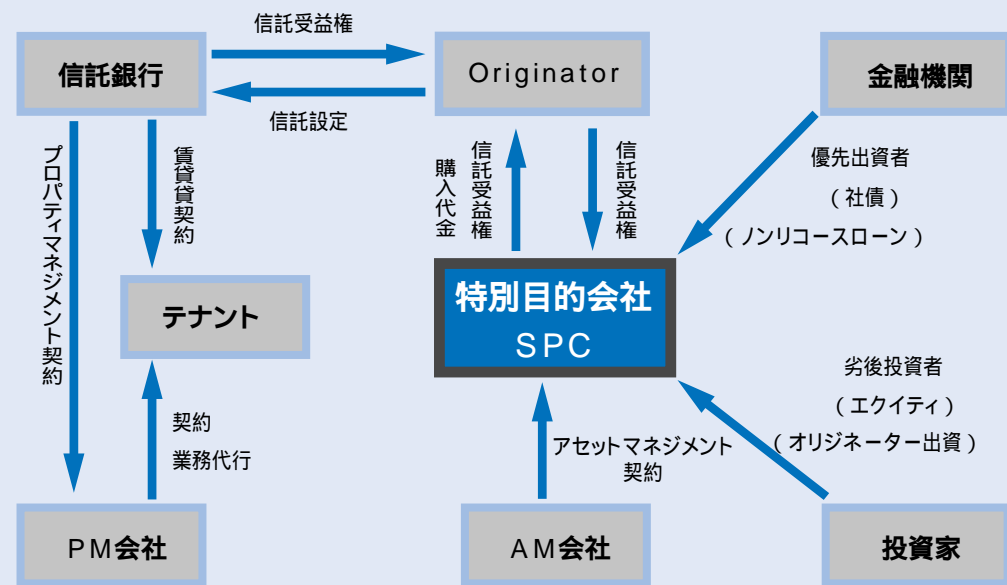 信託受益権
信託銀行
Originator
金融機関
信託設定
プロパティマネジメント契約
賃貸貸契約
信託受益権
購入代金
信託受益権
優先出資者
（社債）
（ノンリコースローン）
特別目的会社
SPC
テナント
劣後投資者
（エクイティ）
（オリジネーター出資）
契約
業務代行
アセットマネジメント
契約
PM会社
AM会社
投資家